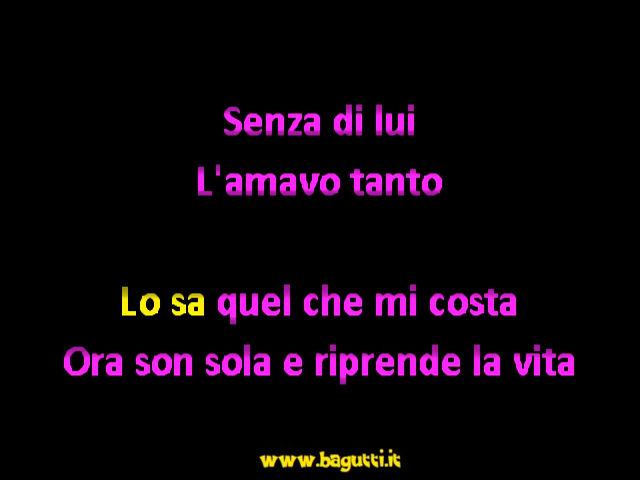 Senza di lui
L'amavo tanto
Lo sa quel che mi costa
Ora son sola e riprende la vita
www.bagutti.it